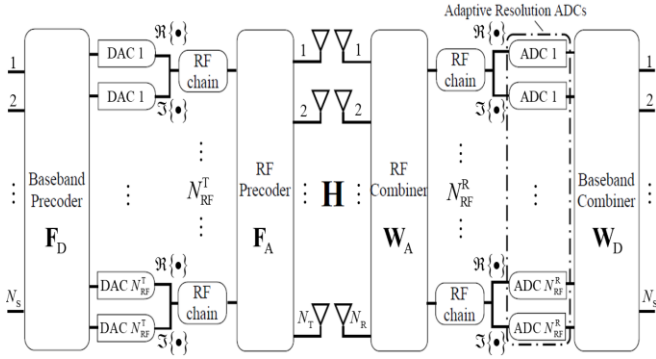 Adaptive Resolution ADCs
ℜ{•}
ℜ{•}
DAC 1
RF
chain
1
1
RF
chain
ADC 1
1
1
DAC 1
ℑ{•}
2
2
ℑ{•}
ADC 1
2
2
Baseband
Precoder
F_D
N_RF^T
RF
Precoder
F_A
H
RF
Combiner
W_A
N_RF^R
Baseband
Combiner
W_D
ℜ{•}
ℜ{•}
DAC N_RF^T
RF
chain
RF
chain
ADC N_RF^R
N_s
N_T
N_R
N_s
DAC N_RF^T
ℑ{•}
ℑ{•}
ADC N_RF^R